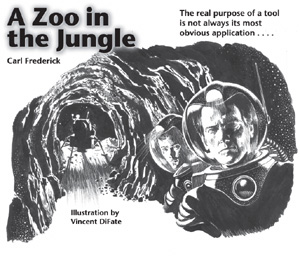 A Zoo in
the Jungle
Carl Frederick
The real purpose of a tool
is not always its most
obvious application . . . .
Illustration by
Vincent DiFate